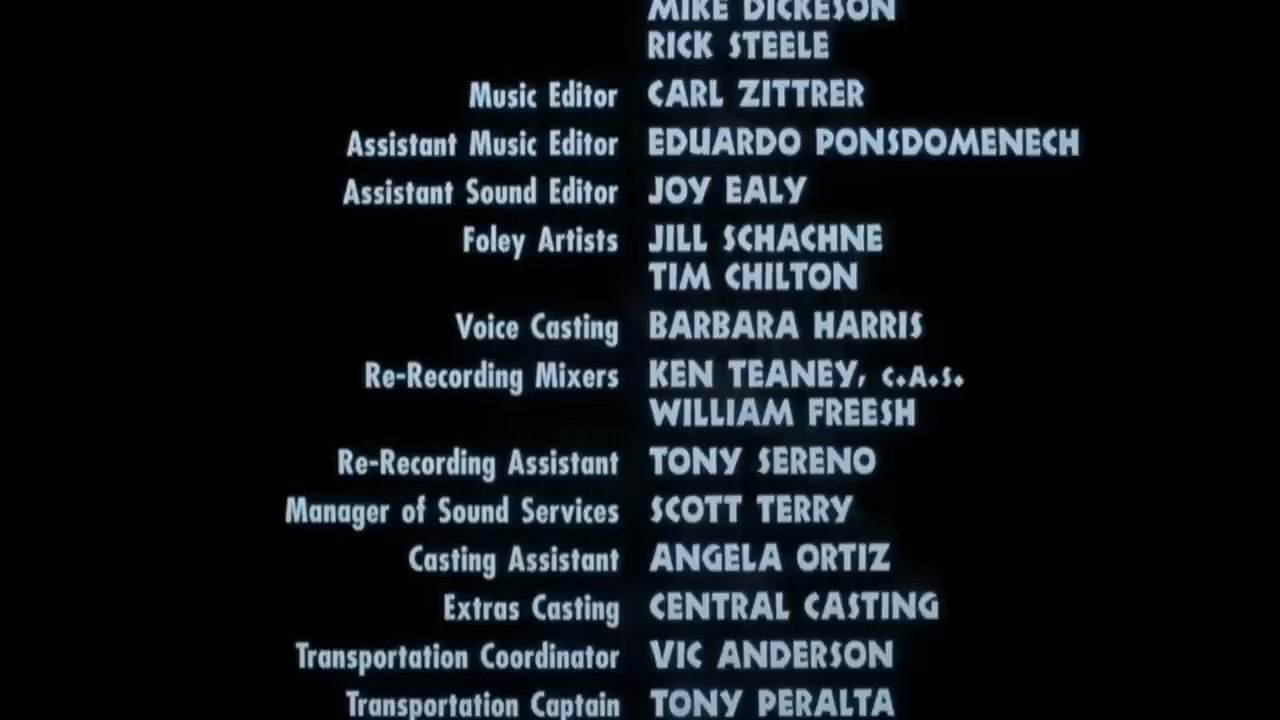 MIKE DICKESON
RICK STEELE
Music Editor CARL ZITTRER
Assistant Music Editor EDUARDO PONSDOMENECH
Assistant Sound Editor JOY EALY
Foley Artists JILL SCHACHNE
TIM CHILTON
Voice Casting BARBARA HARRIS
Re-Recording Mixers KEN TEANEY, C.A.S.
WILLIAM FREESH
Re-Recording Assistant TONY SERENO
Manager of Sound Services SCOTT TERRY
Casting Assistant ANGELA ORTIZ
Extras Casting CENTRAL CASTING
Transportation Coordinator VIC ANDERSON
Transportation Captain TONY PERALTA